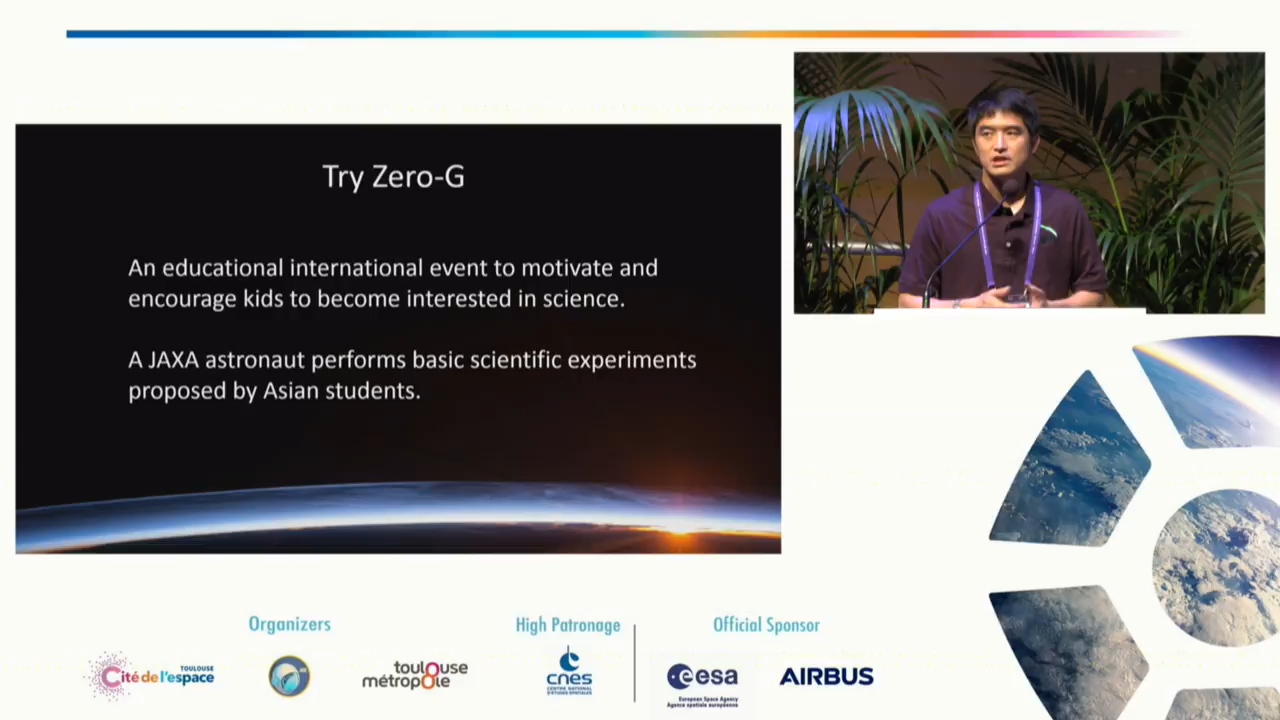 Try Zero-G
An educational international event to motivate and
encourage kids to become interested in science.
A JAXA astronaut performs basic scientific experiments
proposed by Asian students.
Organizers
High Patronage
Official Sponsor
Cité de l'espace
TOULOUSE
toulouse
métropole
cnes
CENTRE NATIONAL
D'ÉTUDES SPATIALES
esa
European Space Agency
Agence spatiale européenne
AIRBUS